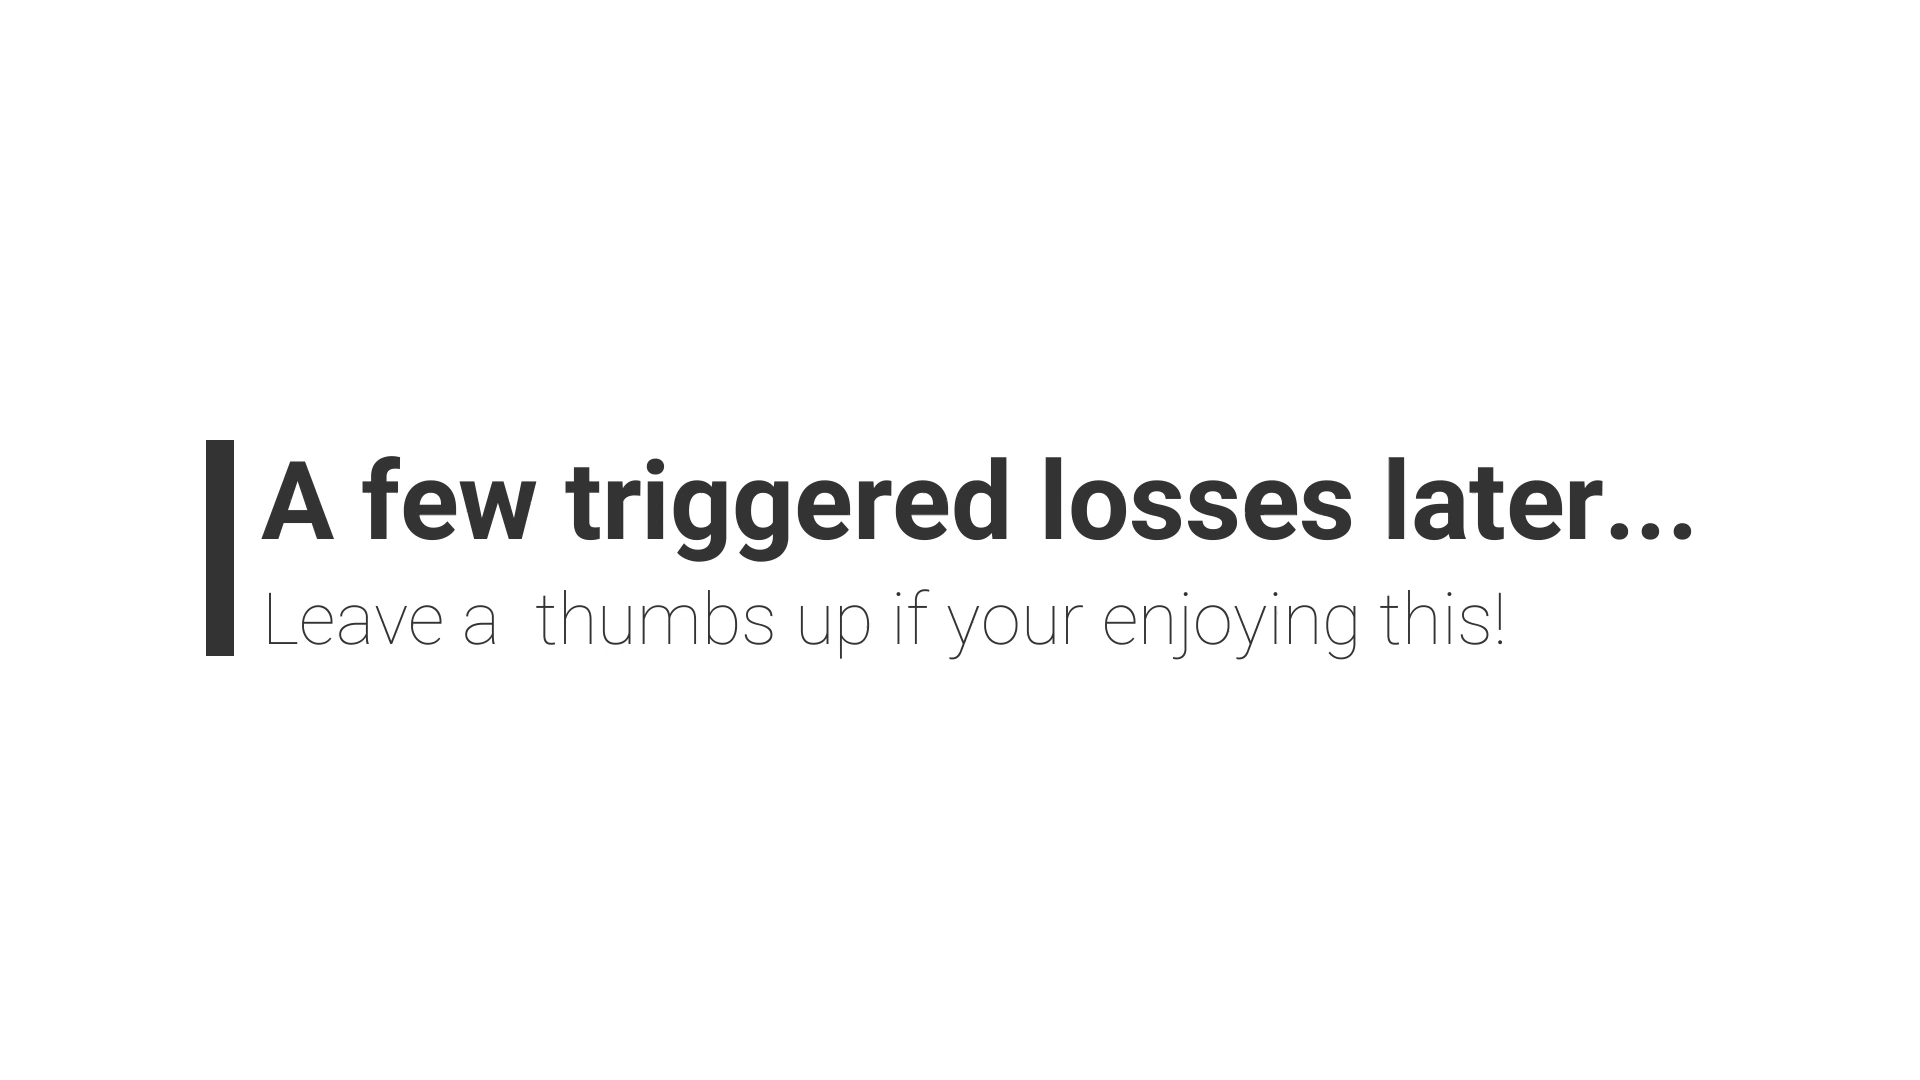 A few triggered losses later...
Leave a  thumbs up if your enjoying this!